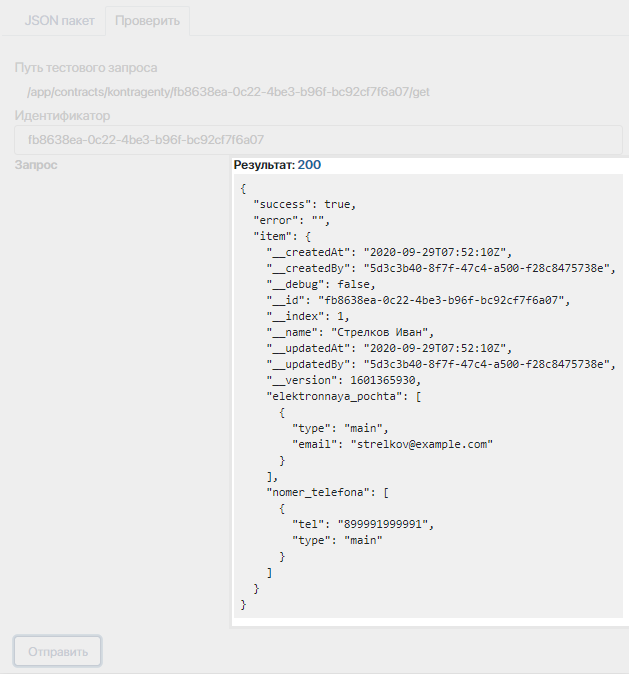 JSON пакет
Проверить
Путь тестового запроса
/app/contracts/kontragenty/fb8638ea-0c22-4be3-b96f-bc92cf7f6a07/get
Идентификатор
fb8638ea-0c22-4be3-b96f-bc92cf7f6a07
Запрос
Результат: 200
{
  "success": true,
  "error": "",
  "item": {
    "__createdAt": "2020-09-29T07:52:10Z",
    "__createdBy": "5d3c3b40-8f7f-47c4-a500-f28c8475738e",
    "__debug": false,
    "__id": "fb8638ea-0c22-4be3-b96f-bc92cf7f6a07",
    "__index": 1,
    "__name": "Стрелков Иван",
    "__updatedAt": "2020-09-29T07:52:10Z",
    "__updatedBy": "5d3c3b40-8f7f-47c4-a500-f28c8475738e",
    "__version": 1601365930,
    "elektronnaya_pochta": [
      {
        "type": "main",
        "email": "strelkov@example.com"
      }
    ],
    "nomer_telefona": [
      {
        "tel": "899991999991",
        "type": "main"
      }
    ]
  }
}
Отправить